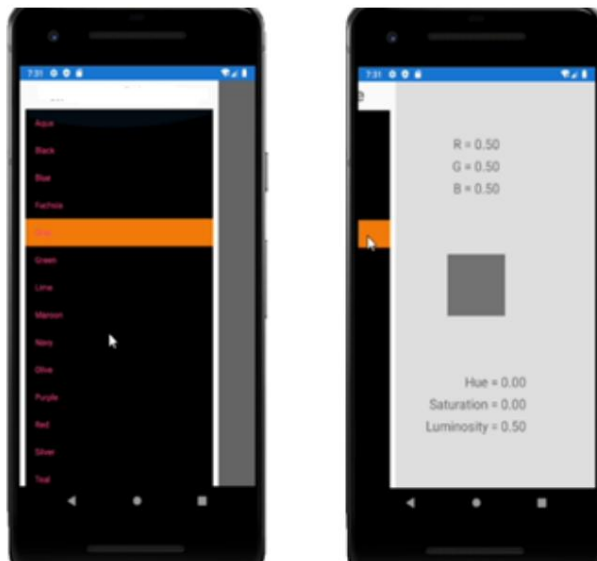 7:31
Aqua
Black
Blue
Fuchsia
Gray
Green
Lime
Maroon
Navy
Olive
Purple
Red
Silver
Teal
7:31
e
R = 0.50
G = 0.50
B = 0.50
Hue = 0.00
Saturation = 0.00
Luminosity = 0.50